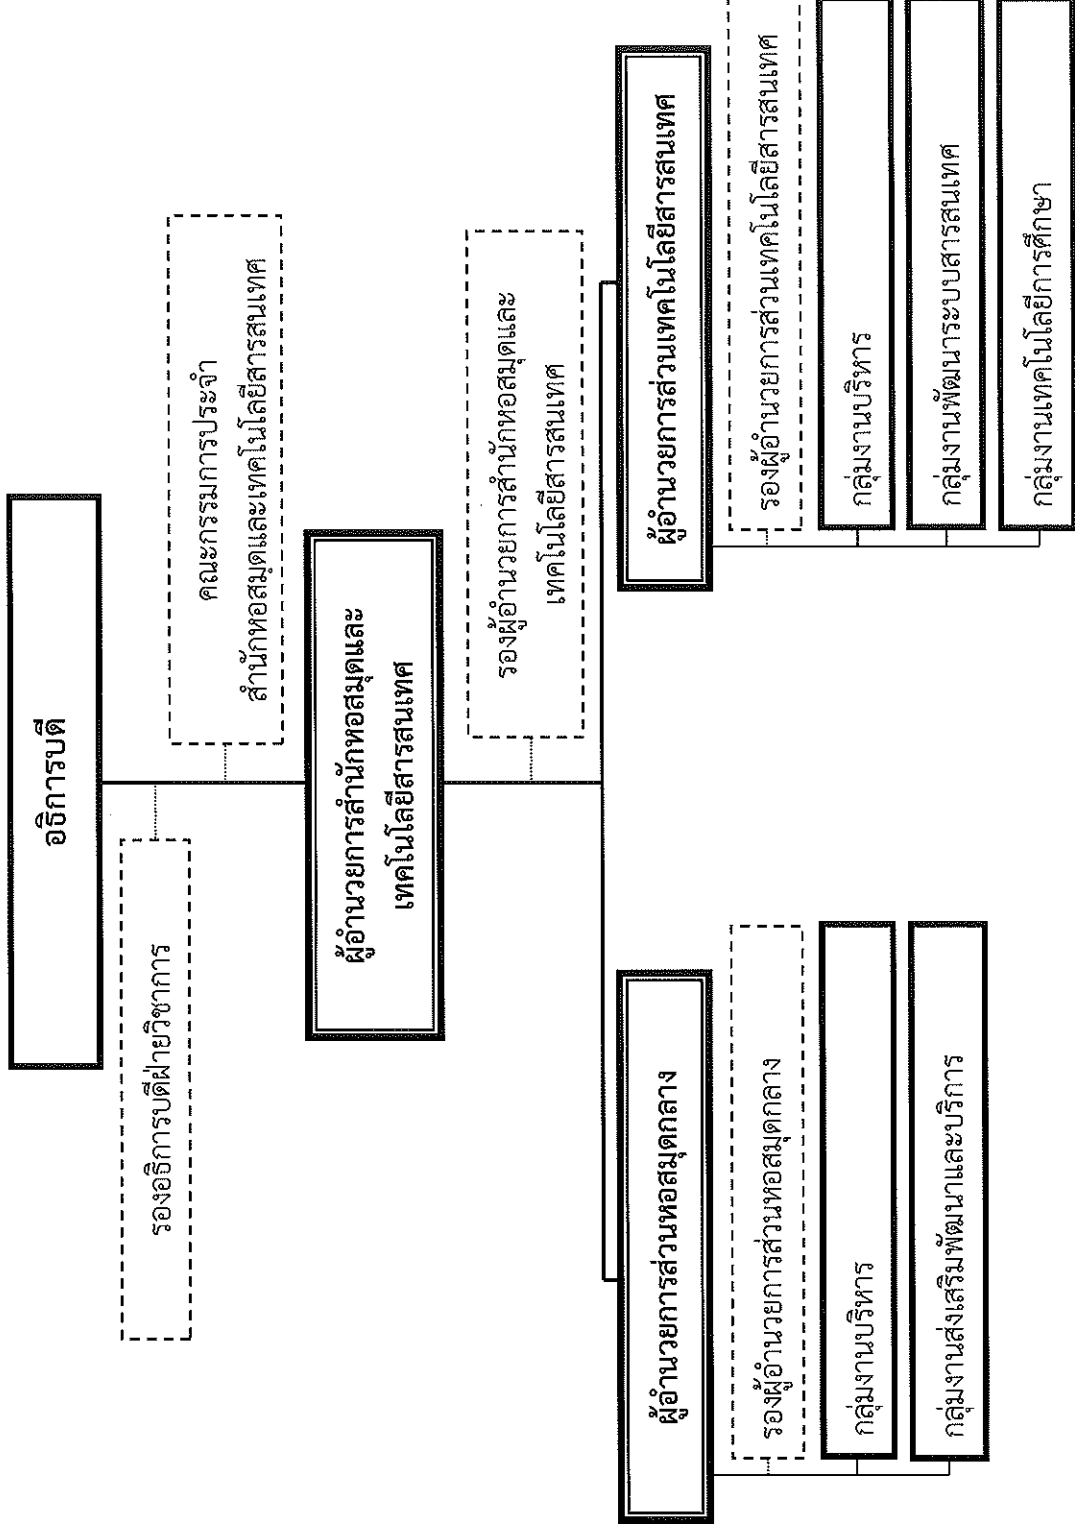 อธิการบดี
รองอธิการบดีฝ่ายวิชาการ
คณะกรรมการประจำ
สำนักหอสมุดและเทคโนโลยีสารสนเทศ
ผู้อำนวยการสำนักหอสมุดและ
เทคโนโลยีสารสนเทศ
รองผู้อำนวยการสำนักหอสมุดและ
เทคโนโลยีสารสนเทศ
ผู้อำนวยการส่วนหอสมุดกลาง
รองผู้อำนวยการส่วนหอสมุดกลาง
กลุ่มงานบริหาร
กลุ่มงานส่งเสริมพัฒนาและบริการ
ผู้อำนวยการส่วนเทคโนโลยีสารสนเทศ
รองผู้อำนวยการส่วนเทคโนโลยีสารสนเทศ
กลุ่มงานบริหาร
กลุ่มงานพัฒนาระบบสารสนเทศ
กลุ่มงานเทคโนโลยีการศึกษา